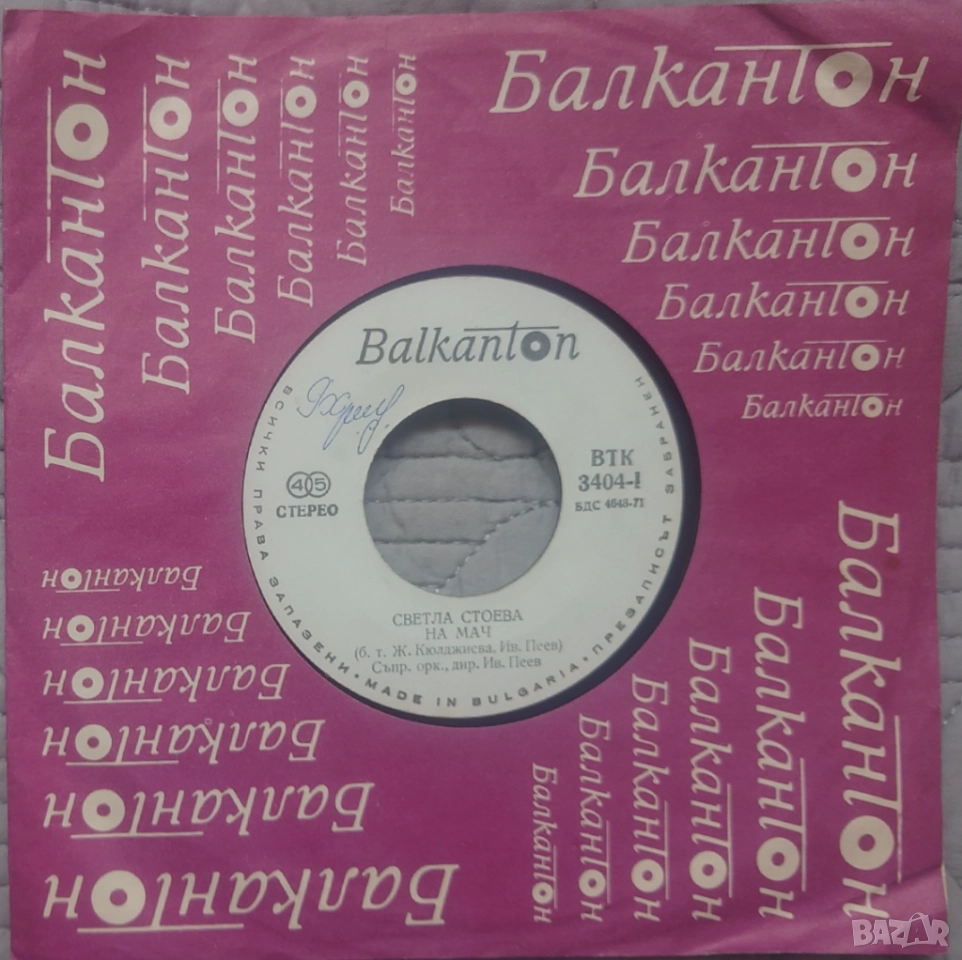 Балкантон
Балкантон
Балкантон
Балкантон
Балкантон
Балкантон
Балкантон
Балкантон
Балкантон
Балкантон
Балкантон
Балкантон
Balkanton
ВТК
3404-I
БДС 4648-71
45
СТЕРЕО
СВЕТЛА СТОЕВА
НА МАЧ
(б. т. Ж. Кюлджиева, Ив. Пеев)
Съпр. орк., дир. Ив. Пеев
ВСИЧКИ ПРАВА ЗАПАЗЕНИ • MADE IN BULGARIA • ПРЕЗАПИСЪТ ЗАБРАНЕН
Балкантон
Балкантон
Балкантон
Балкантон
Балкантон
Балкантон
Балкантон
Балкантон
Балкантон
Балкантон
Балкантон
Балкантон
BAZAR